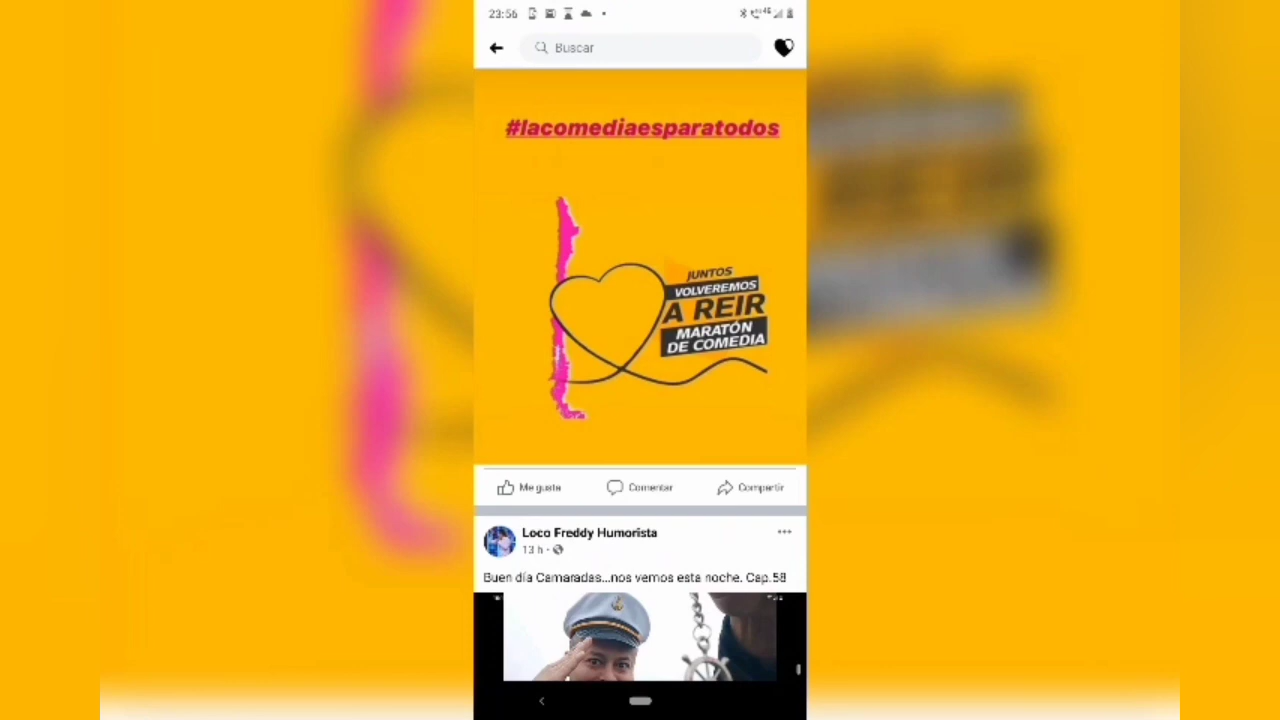 23:56
4G
Buscar
#lacomediaesparatodos
JUNTOS
VOLVEREMOS
A REIR
MARATÓN
DE COMEDIA
Me gusta
Comentar
Compartir
Loco Freddy Humorista
13 h
Buen día Camaradas...nos vemos esta noche. Cap.58